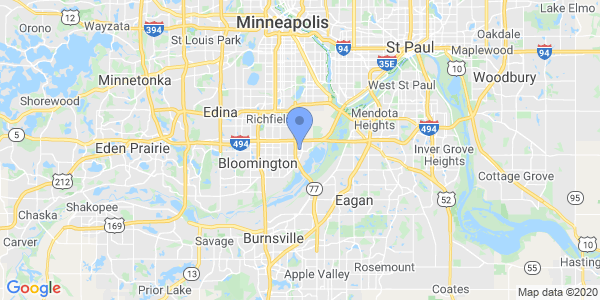 Lake Elmo
Orono
12
Wayzata
Minneapolis
Oakdale
394
St Louis Park
94
St Paul
Maplewood
94
35E
10
Woodbury
Minnetonka
West St Paul
Shorewood
Edina
Richfield
Mendota
Heights
5
494
494
Eden Prairie
Bloomington
Inver Grove
Heights
212
77
Cottage Grove
Shakopee
Chaska
Eagan
52
169
Carver
Savage
Burnsville
10
Hasting
13
Apple Valley
Rosemount
Prior Lake
Coates
Google
Map data ©2020